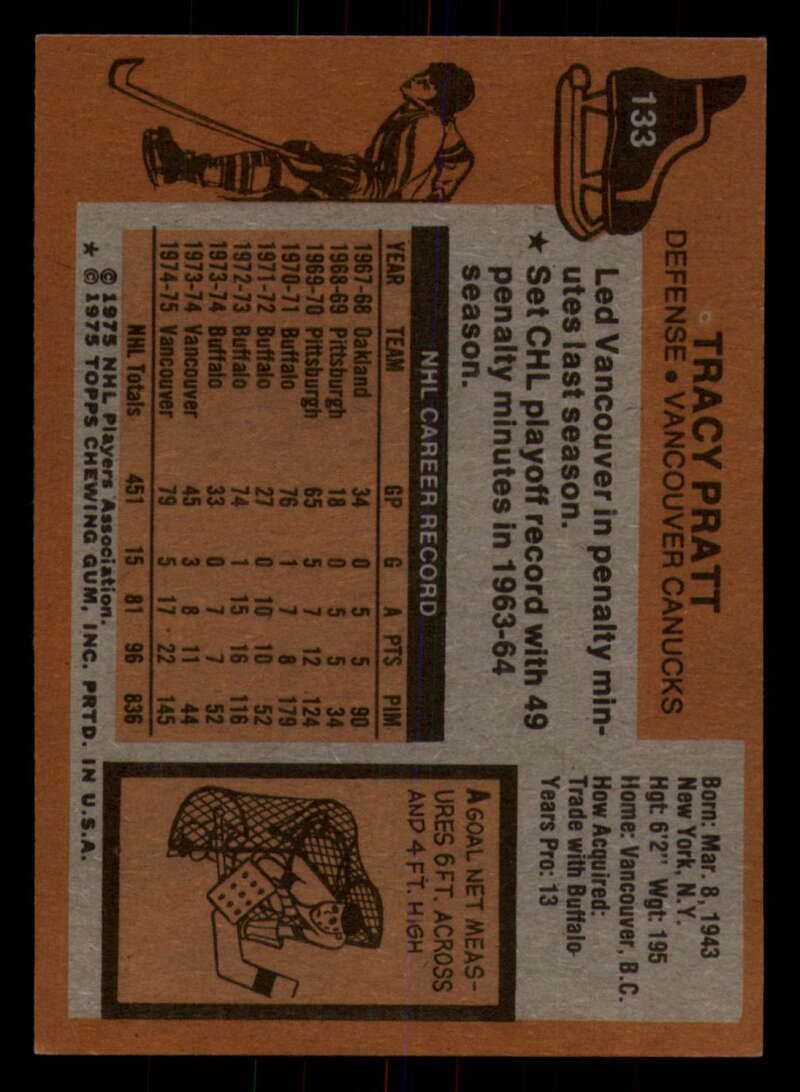 133
TRACY PRATT
DEFENSE • VANCOUVER CANUCKS
Born: Mar. 8, 1943
New York, N.Y.
Hgt: 6'2" Wgt: 195
Home: Vancouver, B.C.
How Acquired:
Trade with Buffalo
Years Pro: 13
Led Vancouver in penalty min-
utes last season.
★ Set CHL playoff record with 49
penalty minutes in 1963-64
season.
NHL CAREER RECORD
YEAR TEAM GP G A PTS PIM
1967-68 Oakland 34 0 5 5 90
1968-69 Pittsburgh 18 0 5 5 34
1969-70 Pittsburgh 65 5 7 12 124
1970-71 Buffalo 76 1 7 8 179
1971-72 Buffalo 27 0 10 10 52
1972-73 Buffalo 74 1 15 16 116
1973-74 Buffalo 33 0 7 7 52
1973-74 Vancouver 45 3 8 11 44
1974-75 Vancouver 79 5 17 22 145
NHL Totals 451 15 81 96 836
A GOAL NET MEAS-
URES 6 FT. ACROSS
AND 4 FT. HIGH
© 1975 NHL Players Association.
★ © 1975 TOPPS CHEWING GUM, INC. PRTD. IN U.S.A.